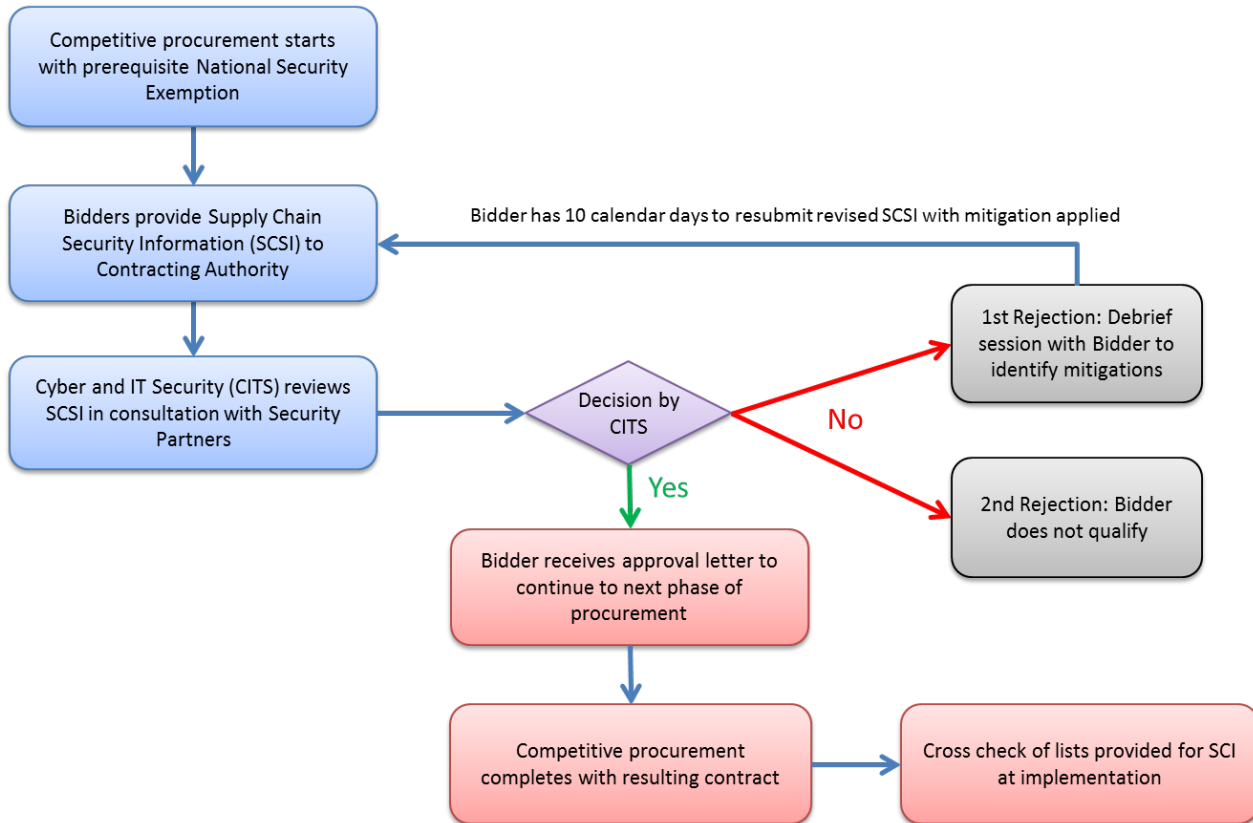 Competitive procurement starts
with prerequisite National Security
Exemption
Bidders provide Supply Chain
Security Information (SCSI) to
Contracting Authority
Bidder has 10 calendar days to resubmit revised SCSI with mitigation applied
1st Rejection: Debrief
session with Bidder to
identify mitigations
Cyber and IT Security (CITS) reviews
SCSI in consultation with Security
Partners
Decision by
CITS
No
Yes
2nd Rejection: Bidder
does not qualify
Bidder receives approval letter to
continue to next phase of
procurement
Competitive procurement
completes with resulting contract
Cross check of lists provided for SCI
at implementation